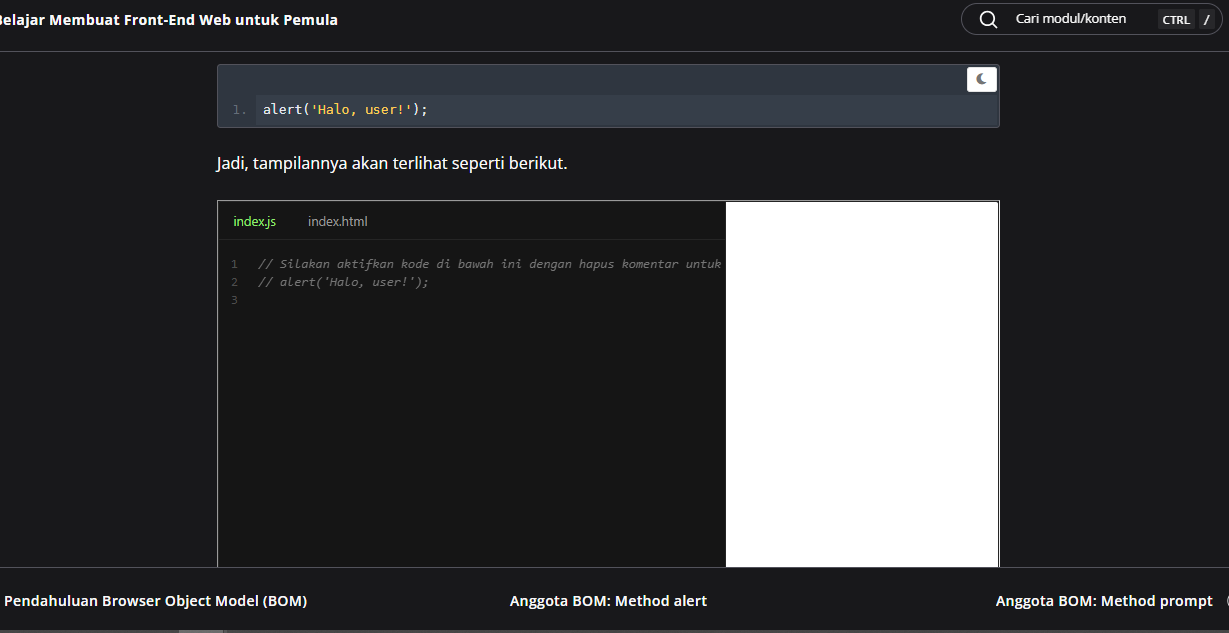 Belajar Membuat Front-End Web untuk Pemula
Cari modul/konten CTRL /
1. alert('Halo, user!');
Jadi, tampilannya akan terlihat seperti berikut.
index.js index.html
1 // Silakan aktifkan kode di bawah ini dengan hapus komentar untuk
2 // alert('Halo, user!');
3
Pendahuluan Browser Object Model (BOM) Anggota BOM: Method alert Anggota BOM: Method prompt